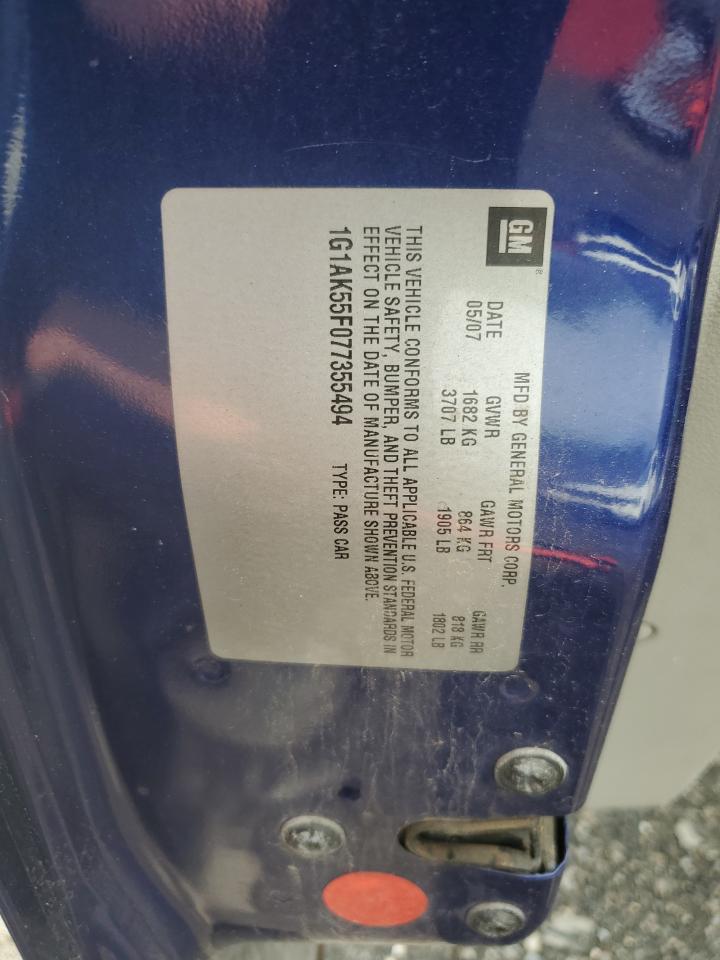 GM
MFD BY GENERAL MOTORS CORP.
DATE GVWR GAWR FRT GAWR RR
05/07 1682 KG 864 KG 818 KG
3707 LB 1905 LB 1802 LB
THIS VEHICLE CONFORMS TO ALL APPLICABLE U.S. FEDERAL MOTOR
VEHICLE SAFETY, BUMPER, AND THEFT PREVENTION STANDARDS IN
EFFECT ON THE DATE OF MANUFACTURE SHOWN ABOVE.
1G1AK55F077355494 TYPE: PASS CAR